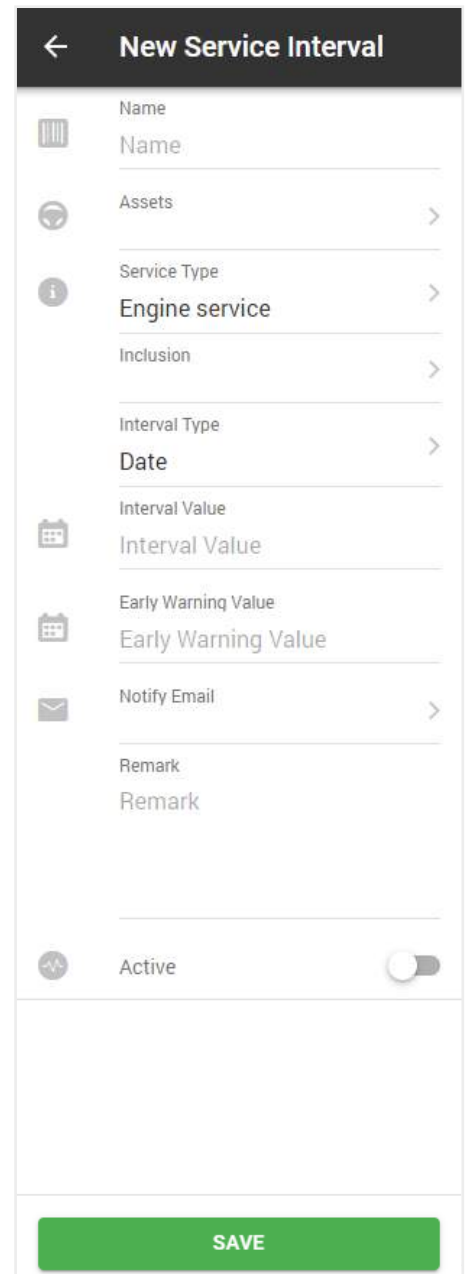 New Service Interval
Name
Name
Assets
Service Type
Engine service
Inclusion
Interval Type
Date
Interval Value
Interval Value
Early Warning Value
Early Warning Value
Notify Email
Remark
Remark
Active
SAVE